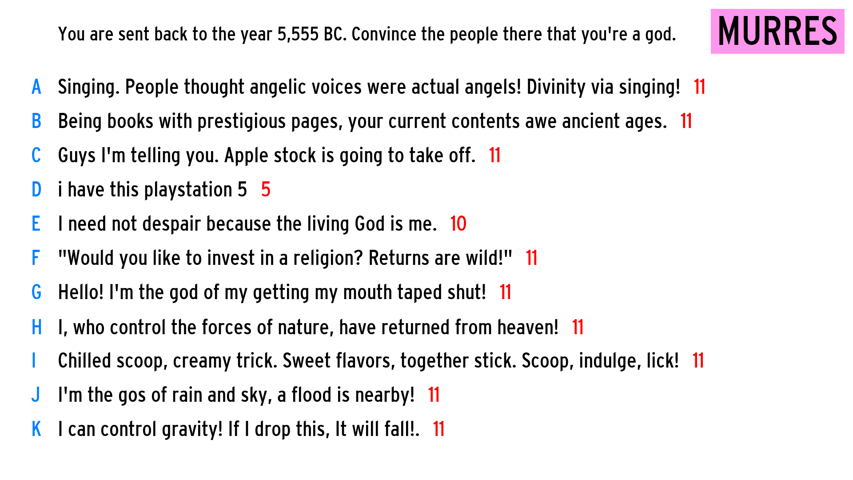 You are sent back to the year 5,555 BC. Convince the people there that you're a god.
MURRES
A Singing. People thought angelic voices were actual angels! Divinity via singing! 11
B Being books with prestigious pages, your current contents awe ancient ages. 11
C Guys I'm telling you. Apple stock is going to take off. 11
D i have this playstation 5 5
E I need not despair because the living God is me. 10
F "Would you like to invest in a religion? Returns are wild!" 11
G Hello! I'm the god of my getting my mouth taped shut! 11
H I, who control the forces of nature, have returned from heaven! 11
I Chilled scoop, creamy trick. Sweet flavors, together stick. Scoop, indulge, lick! 11
J I'm the gos of rain and sky, a flood is nearby! 11
K I can control gravity! If I drop this, It will fall!. 11